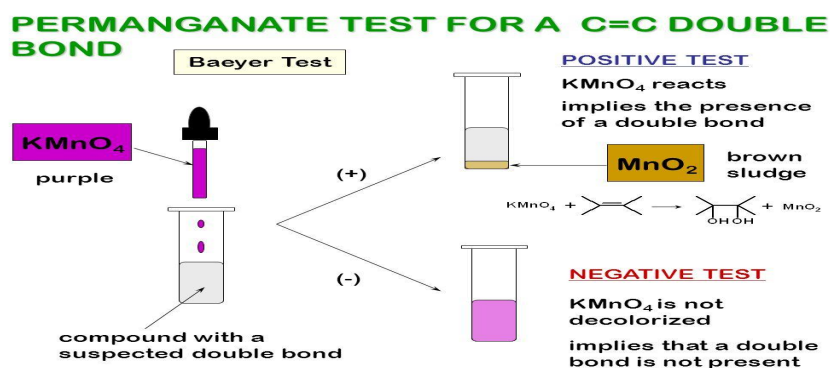 PERMANGANATE TEST FOR A C=C DOUBLE
BOND
Baeyer Test
KMnO₄
purple
compound with a
suspected double bond
(+)
(-)
POSITIVE TEST
KMnO₄ reacts
implies the presence
of a double bond
MnO₂
brown
sludge
KMnO₄ + → OH OH + MnO₂
NEGATIVE TEST
KMnO₄ is not
decolorized
implies that a double
bond is not present